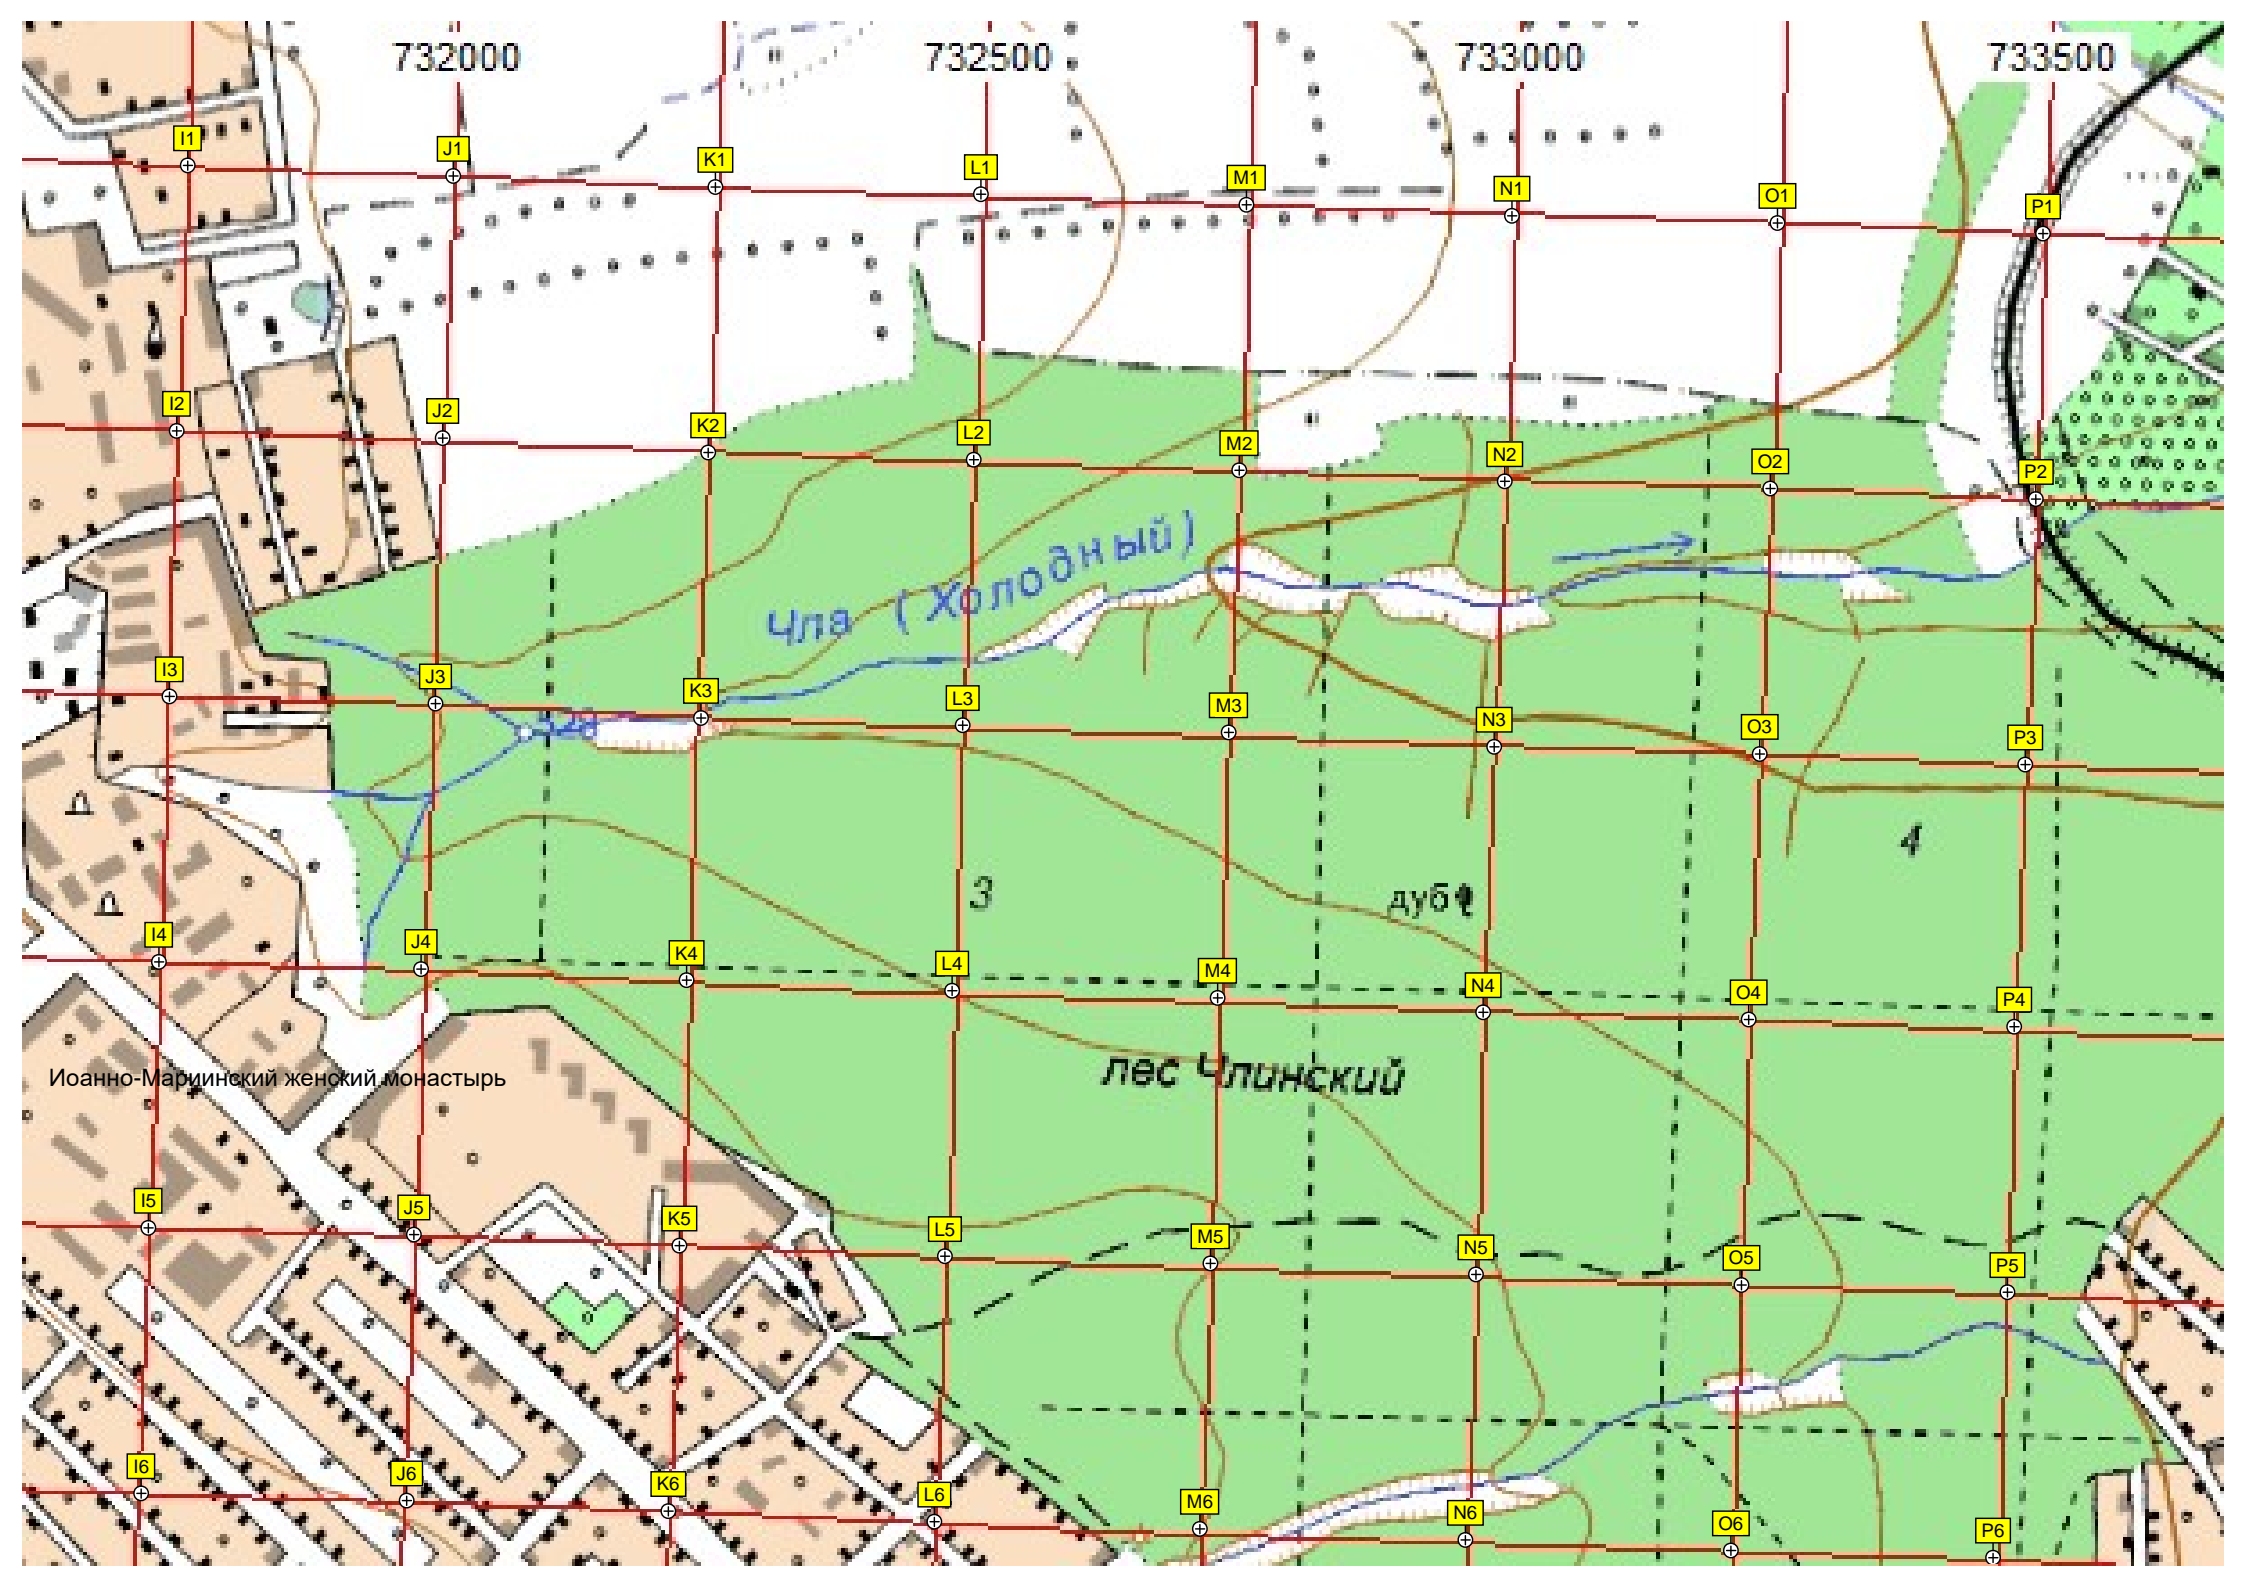 732000 732500 733000 733500
I1 J1 K1 L1 M1 N1 O1 P1
I2 J2 K2 L2 M2 N2 O2 P2
Чла (Холодный)
I3 J3 K3 L3 M3 N3 O3 P3
4
3
дуб
I4 J4 K4 L4 M4 N4 O4 P4
лес Члинский
Иоанно-Мариинский женский монастырь
I5 J5 K5 L5 M5 N5 O5 P5
I6 J6 K6 L6 M6 N6 O6 P6